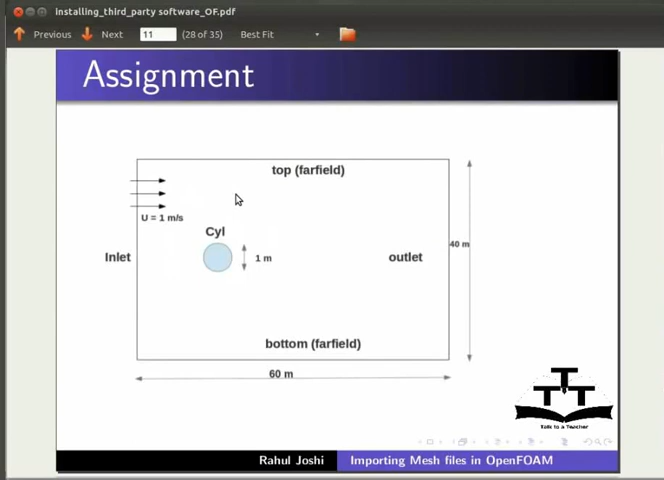 installing_third_party software_OF.pdf
Previous Next 11 (28 of 35) Best Fit
Assignment
top (farfield)
U = 1 m/s
Cyl
Inlet
1 m
outlet
40 m
bottom (farfield)
60 m
T
T T
Talk to a Teacher
Rahul Joshi Importing Mesh files in OpenFOAM